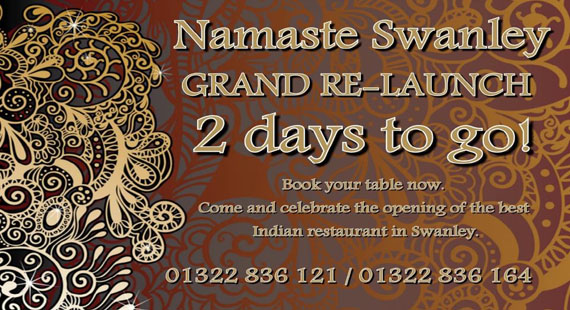 Namaste Swanley
GRAND RE–LAUNCH
2 days to go!
Book your table now.
Come and celebrate the opening of the best
Indian restaurant in Swanley.
01322 836 121 / 01322 836 164